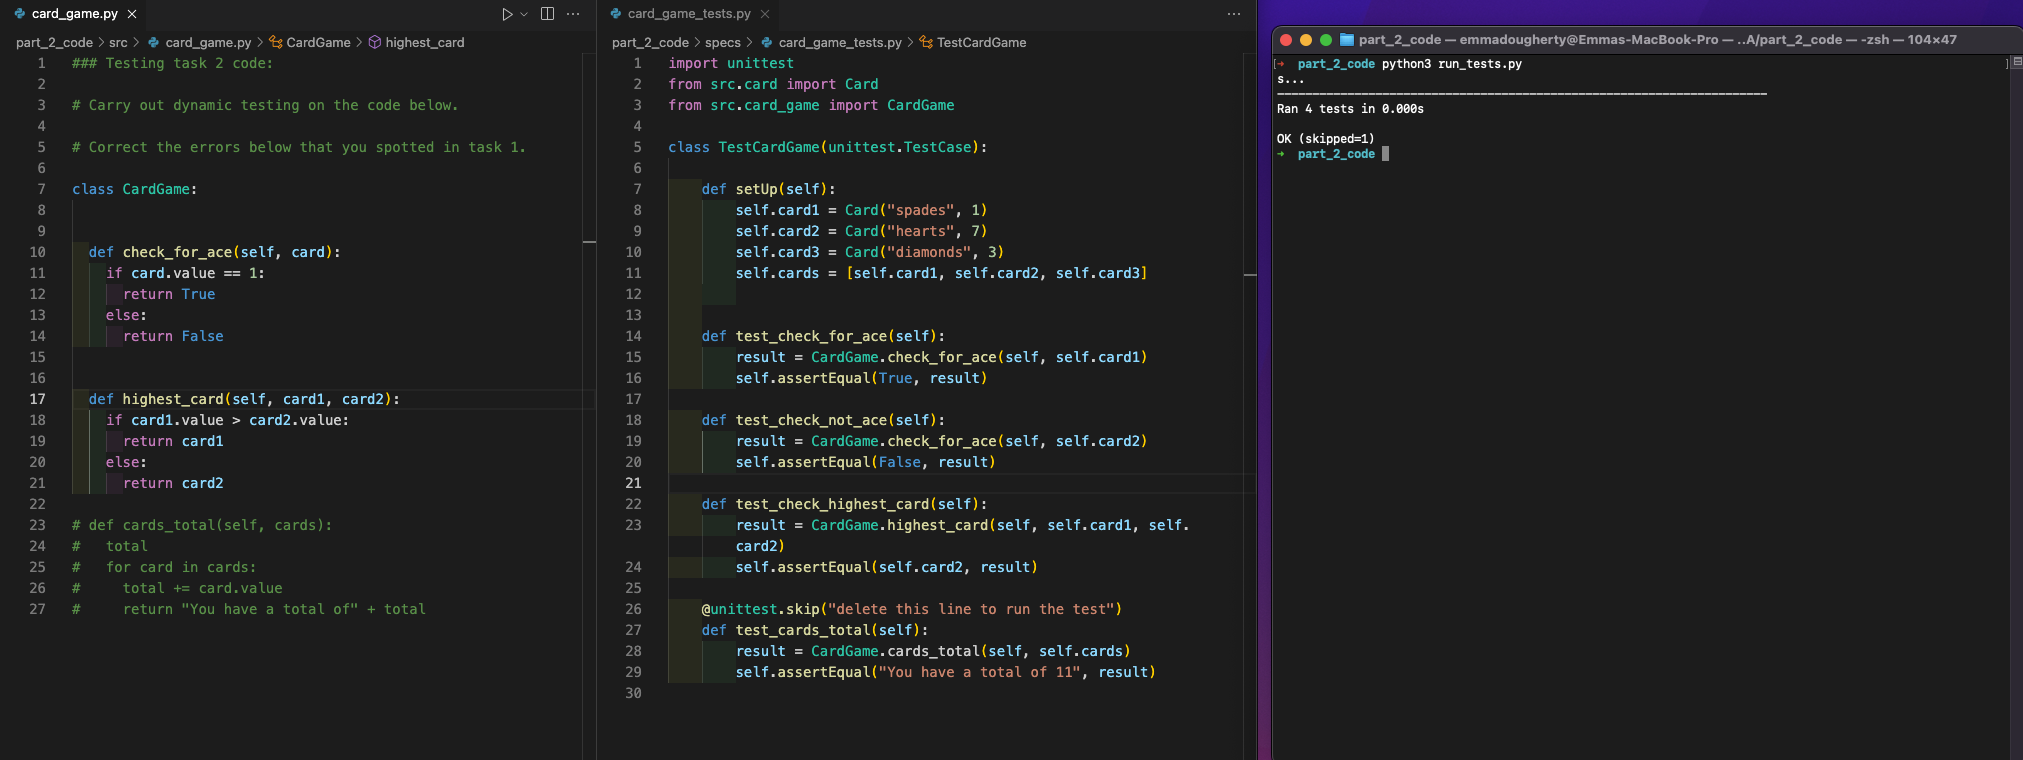 card_game.py ×
part_2_code > src > card_game.py > CardGame > highest_card
1 ### Testing task 2 code:
2
3 # Carry out dynamic testing on the code below.
4
5 # Correct the errors below that you spotted in task 1.
6
7 class CardGame:
8
9
10 def check_for_ace(self, card):
11 if card.value == 1:
12 return True
13 else:
14 return False
15
16
17 def highest_card(self, card1, card2):
18 if card1.value > card2.value:
19 return card1
20 else:
21 return card2
22
23 # def cards_total(self, cards):
24 #   total
25 #   for card in cards:
26 #     total += card.value
27 #     return "You have a total of" + total
card_game_tests.py ×
part_2_code > specs > card_game_tests.py > TestCardGame
1 import unittest
2 from src.card import Card
3 from src.card_game import CardGame
4
5 class TestCardGame(unittest.TestCase):
6
7 def setUp(self):
8 self.card1 = Card("spades", 1)
9 self.card2 = Card("hearts", 7)
10 self.card3 = Card("diamonds", 3)
11 self.cards = [self.card1, self.card2, self.card3]
12
13
14 def test_check_for_ace(self):
15 result = CardGame.check_for_ace(self, self.card1)
16 self.assertEqual(True, result)
17
18 def test_check_not_ace(self):
19 result = CardGame.check_for_ace(self, self.card2)
20 self.assertEqual(False, result)
21
22 def test_check_highest_card(self):
23 result = CardGame.highest_card(self, self.card1, self.
card2)
24 self.assertEqual(self.card2, result)
25
26 @unittest.skip("delete this line to run the test")
27 def test_cards_total(self):
28 result = CardGame.cards_total(self, self.cards)
29 self.assertEqual("You have a total of 11", result)
30
part_2_code — emmadougherty@Emmas-MacBook-Pro — ..A/part_2_code — -zsh — 104×47
[→ part_2_code python3 run_tests.py ]
s...
----------------------------------------------------------------------
Ran 4 tests in 0.000s
OK (skipped=1)
→ part_2_code